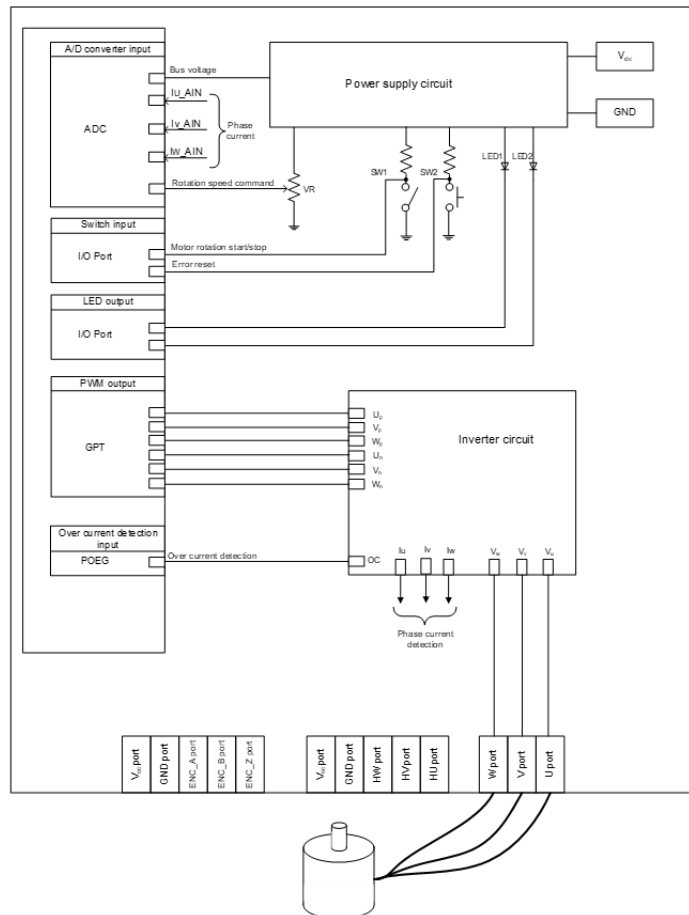 A/D converter input
ADC
Bus voltage
IU_AIN
Iv_AIN
Iw_AIN
Phase
current
Rotation speed command
VR
Power supply circuit
Vdc
GND
SW1
SW2
LED1
LED2
Switch input
I/O Port
Motor rotation start/stop
Error reset
LED output
I/O Port
PWM output
GPT
Up
Vp
Wp
Un
Vn
Wn
Inverter circuit
Over current detection
input
POEG
Over current detection
OC
Iu
Iv
Iw
Vw
Vv
Vu
Phase current
detection
Vcc port
GND port
ENC_A port
ENC_B port
ENC_Z port
Vcc port
GND port
HW port
HV port
HU port
W port
V port
U port